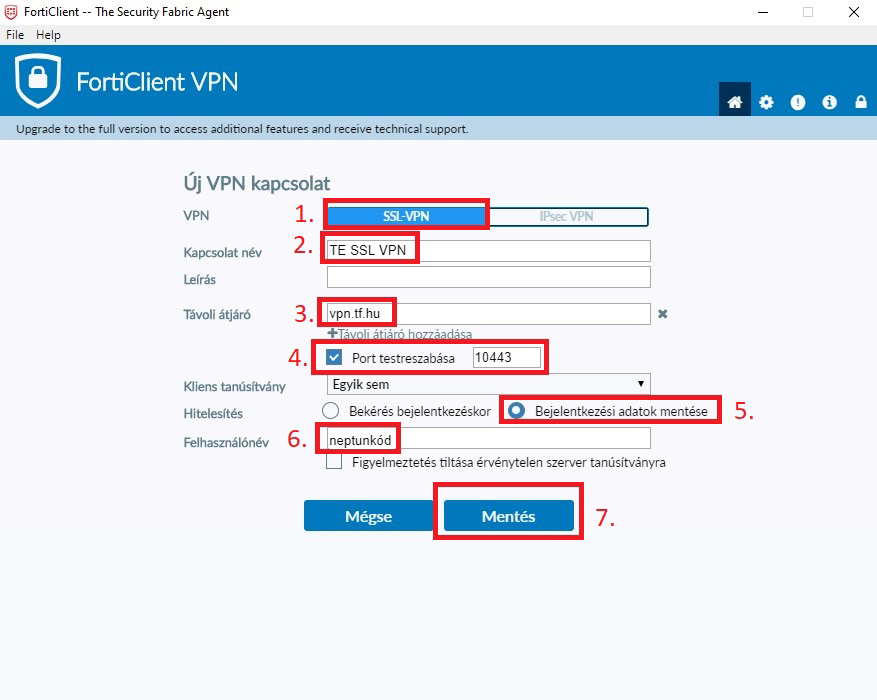 FortiClient -- The Security Fabric Agent
File Help
FortiClient VPN
Upgrade to the full version to access additional features and receive technical support.
Új VPN kapcsolat
VPN 1. SSL-VPN IPsec VPN
Kapcsolat név 2. TE SSL VPN
Leírás
Távoli átjáró 3. vpn.tf.hu
+Távoli átjáró hozzáadása
4. Port testreszabása 10443
Kliens tanúsítvány Egyik sem
Hitelesítés Bekérés bejelentkezéskor Bejelentkezési adatok mentése 5.
Felhasználónév 6. neptunkód
Figyelmeztetés tiltása érvénytelen szerver tanúsítványra
Mégse Mentés 7.